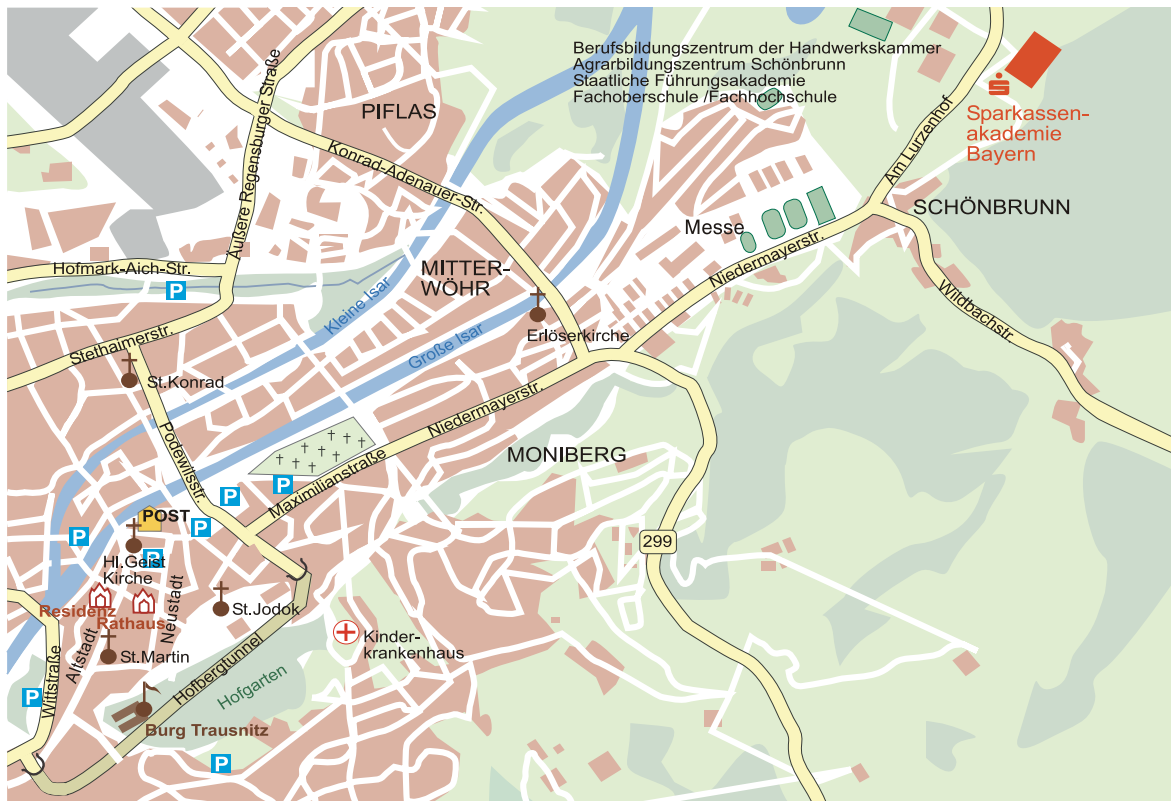 Berufsbildungszentrum der Handwerkskammer
Agrarbildungszentrum Schönbrunn
Staatliche Führungsakademie
Fachoberschule /Fachhochschule
Sparkassen-
akademie
Bayern
Am Lurzenhof
SCHÖNBRUNN
PIFLAS
Äußere Regensburger Straße
Konrad-Adenauer-Str.
Messe
Niedermayerstr.
Wildbachstr.
Hofmark-Aich-Str.
P
MITTER-
WÖHR
Kleine Isar
Große Isar
Erlöserkirche
Stethaimerstr.
St.Konrad
Niedermayerstr.
Podewilsstr.
MONIBERG
Maximilianstraße
P
P
POST
P
P
P
299
Hl.Geist
Kirche
Residenz
Rathaus
Neustadt
Altstadt
St.Jodok
St.Martin
Kinder-
krankenhaus
Hofbergtunnel
Hofgarten
Wittstraße
P
Burg Trausnitz
P